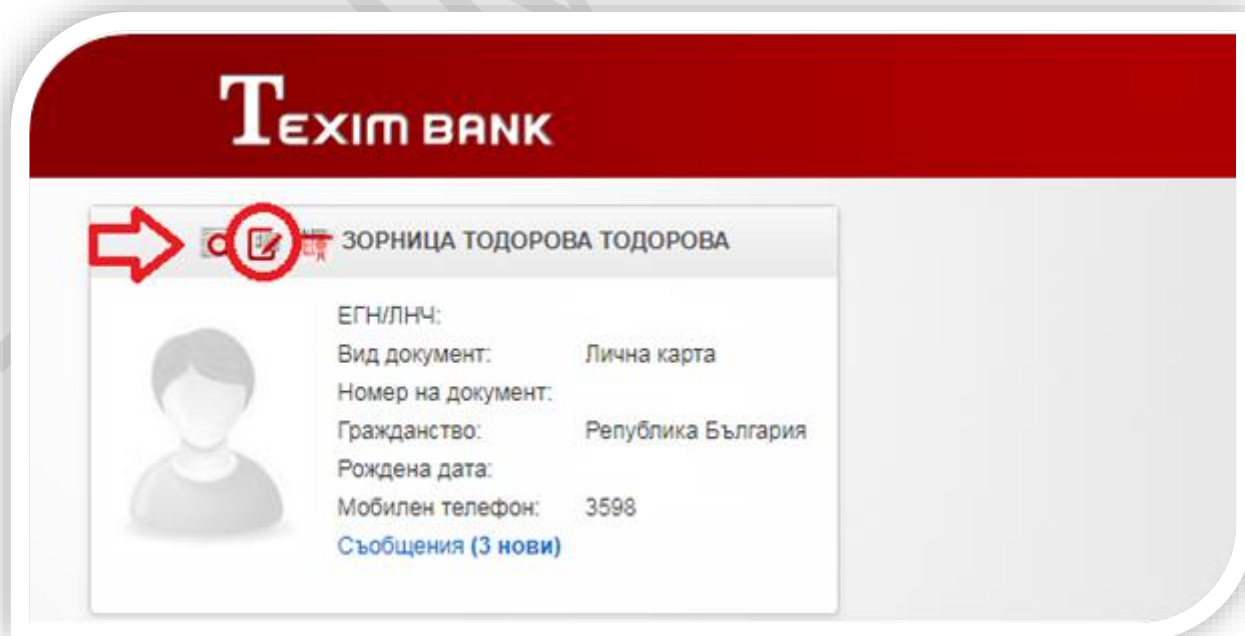 TEXIM BANK
ЗОРНИЦА ТОДОРОВА ТОДОРОВА
ЕГН/ЛНЧ:
Вид документ: Лична карта
Номер на документ:
Гражданство: Република България
Рождена дата:
Мобилен телефон: 3598
Съобщения (3 нови)